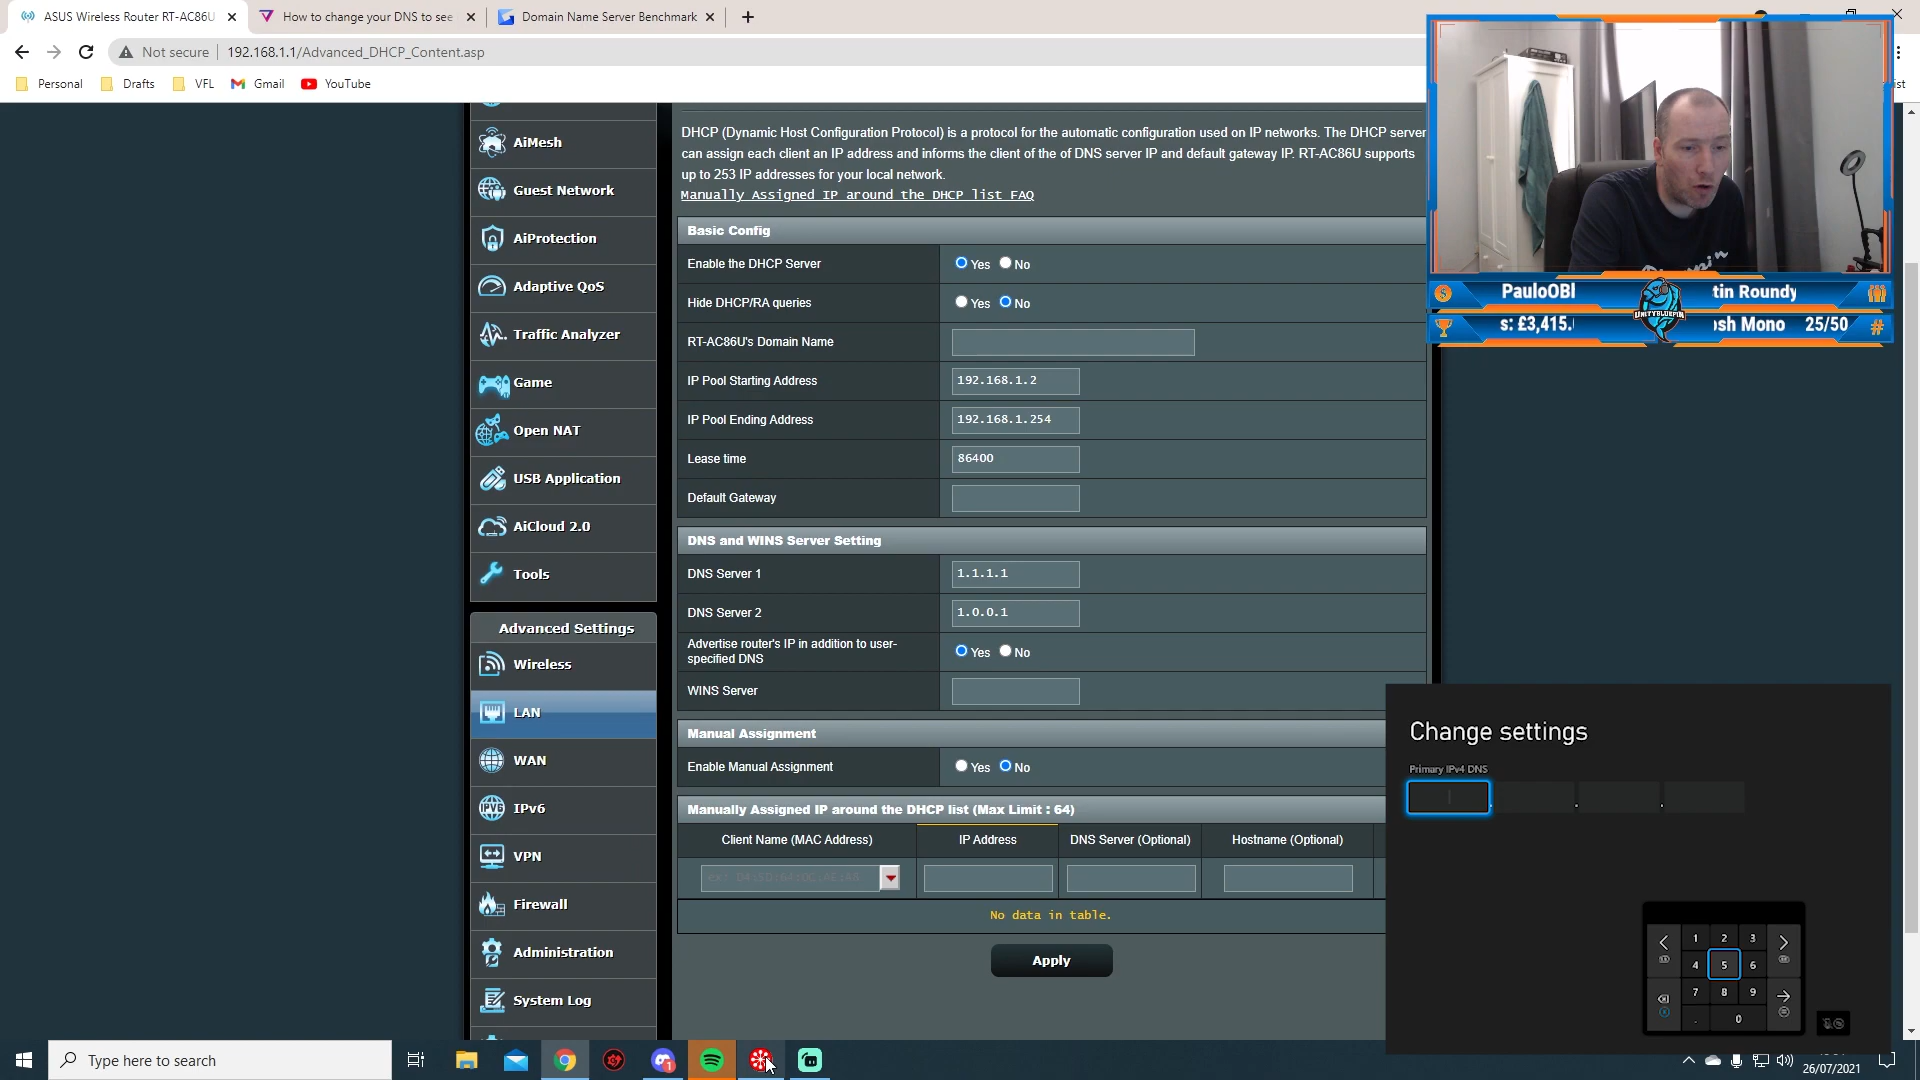 ASUS Wireless Router RT-AC86U
How to change your DNS to see
Domain Name Server Benchmark
Not secure
192.168.1.1/Advanced_DHCP_Content.asp
Personal
Drafts
VFL
Gmail
YouTube
AiMesh
Guest Network
AiProtection
Adaptive QoS
Traffic Analyzer
Game
Open NAT
USB Application
AiCloud 2.0
Tools
Advanced Settings
Wireless
LAN
WAN
IPv6
VPN
Firewall
Administration
System Log
DHCP (Dynamic Host Configuration Protocol) is a protocol for the automatic configuration used on IP networks. The DHCP server
can assign each client an IP address and informs the client of the of DNS server IP and default gateway IP. RT-AC86U supports
up to 253 IP addresses for your local network.
Manually Assigned IP around the DHCP list FAQ
Basic Config
Enable the DHCP Server Yes No
Hide DHCP/RA queries Yes No
RT-AC86U's Domain Name
IP Pool Starting Address 192.168.1.2
IP Pool Ending Address 192.168.1.254
Lease time 86400
Default Gateway
DNS and WINS Server Setting
DNS Server 1 1.1.1.1
DNS Server 2 1.0.0.1
Advertise router's IP in addition to user-
specified DNS Yes No
WINS Server
Manual Assignment
Enable Manual Assignment Yes No
Manually Assigned IP around the DHCP list (Max Limit : 64)
Client Name (MAC Address) IP Address DNS Server (Optional) Hostname (Optional)
No data in table.
Apply
PauloOBl
tin Roundy
UNITYBLUEFIN
s: £3,415.
osh Mono 25/50
#
Change settings
Primary IPv4 DNS
. . .
1 2 3
4 5 6
7 8 9
. 0
Type here to search
26/07/2021